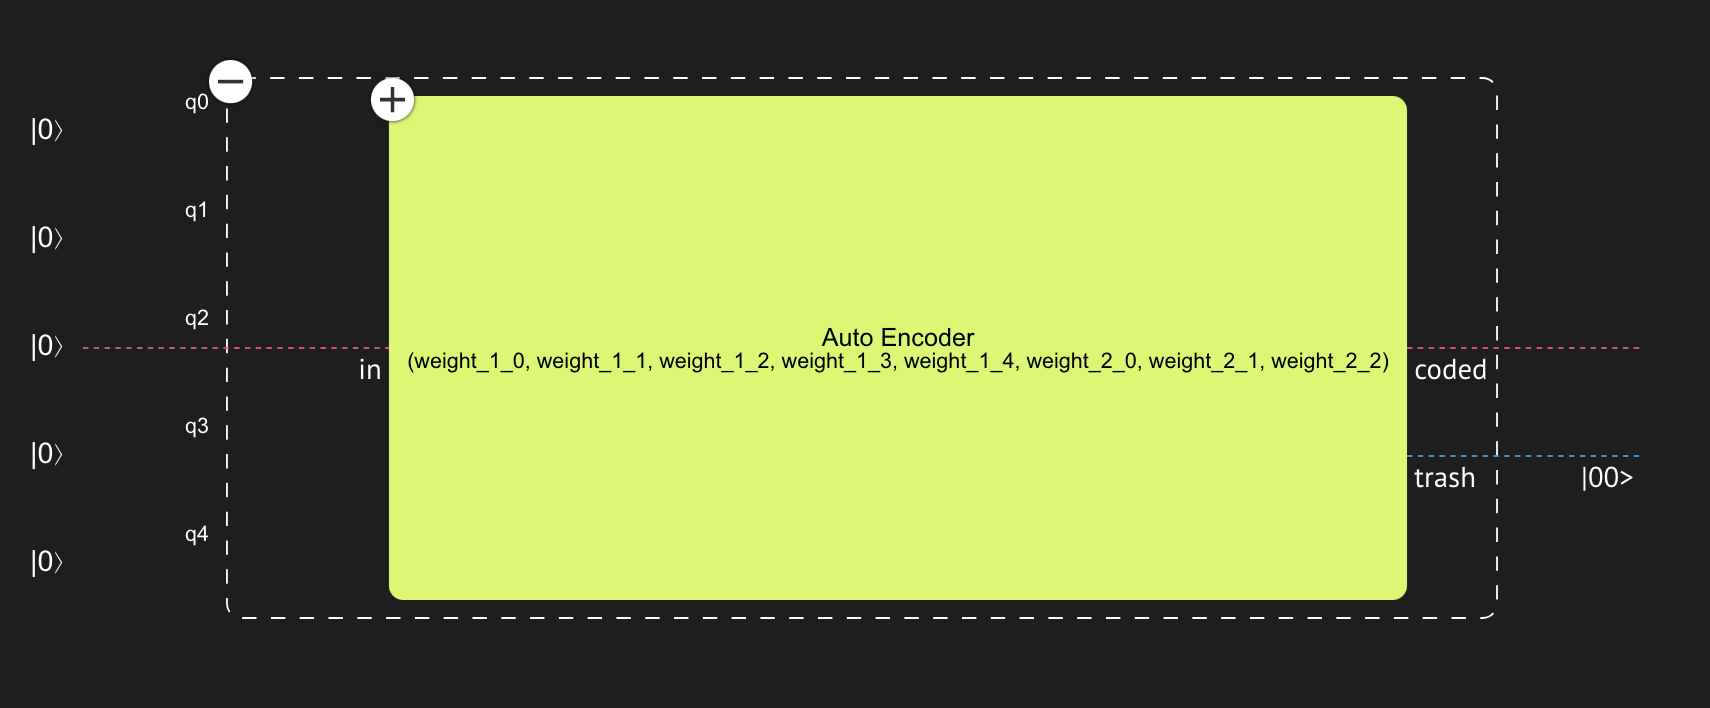 q0
|0⟩
q1
|0⟩
q2
|0⟩
in
Auto Encoder
(weight_1_0, weight_1_1, weight_1_2, weight_1_3, weight_1_4, weight_2_0, weight_2_1, weight_2_2)
coded
q3
|0⟩
trash
|00>
q4
|0⟩